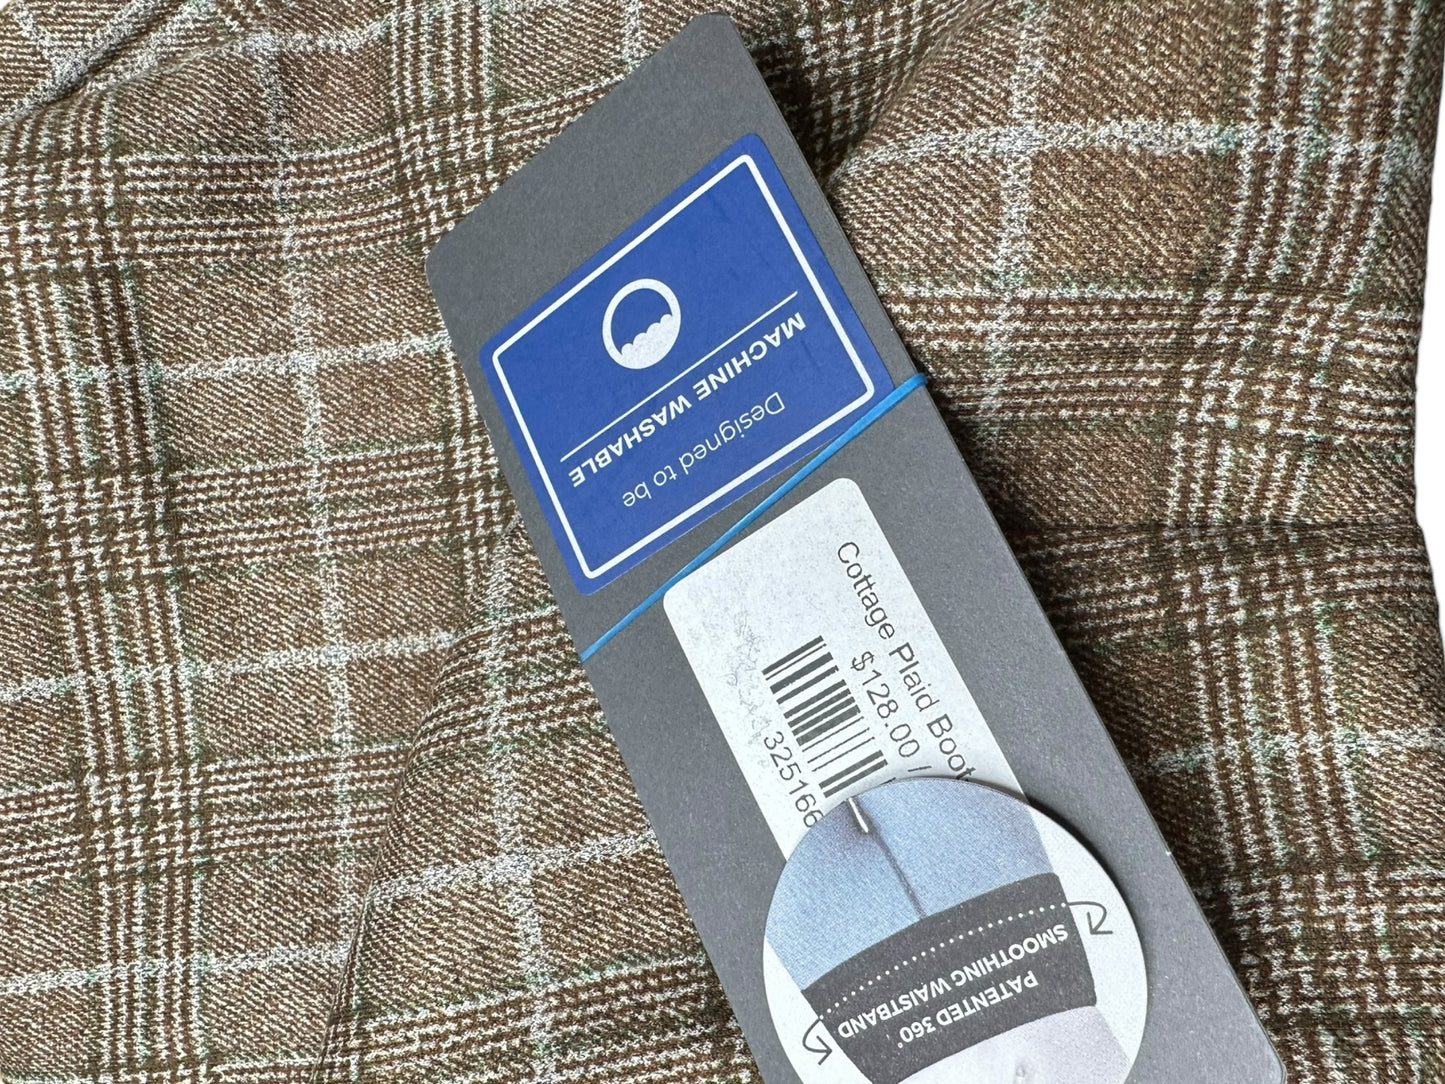 Designed to be
MACHINE WASHABLE
Cottage Plaid Boot
$128.00 /
325166
PATENTED 360°
SMOOTHING WAISTBAND